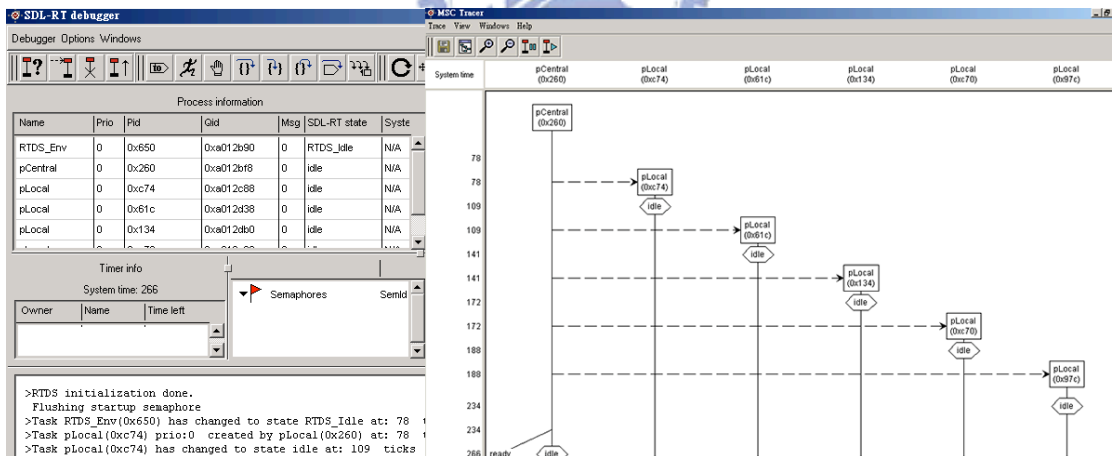 SDL-RT debugger
Debugger Options Windows
Process information
Name Prio Pid Qid Msg SDL-RT state Syste
RTDS_Env 0 0x650 0xa012b90 0 RTDS_Idle N/A
pCentral 0 0x260 0xa012bf8 0 idle N/A
pLocal 0 0xc74 0xa012c88 0 idle N/A
pLocal 0 0x61c 0xa012d38 0 idle N/A
pLocal 0 0x134 0xa012db0 0 idle N/A
Timer info
System time: 266
Owner Name Time left
Semaphores SemId
>RTDS initialization done.
Flushing startup semaphore
>Task RTDS_Env(0x650) has changed to state RTDS_Idle at: 78 t
>Task pLocal(0xc74) prio:0 created by pLocal(0x260) at: 78 t
>Task pLocal(0xc74) has changed to state idle at: 109 ticks
MSC Tracer
Trace View Windows Help
System time
pCentral (0x260)
pLocal (0xc74)
pLocal (0x61c)
pLocal (0x134)
pLocal (0xc70)
pLocal (0x97c)
pCentral
(0x260)
78
78
pLocal
(0xc74)
109
idle
109
pLocal
(0x61c)
141
idle
141
pLocal
(0x134)
172
idle
172
pLocal
(0xc70)
188
idle
188
pLocal
(0x97c)
234
idle
234
266 ready idle